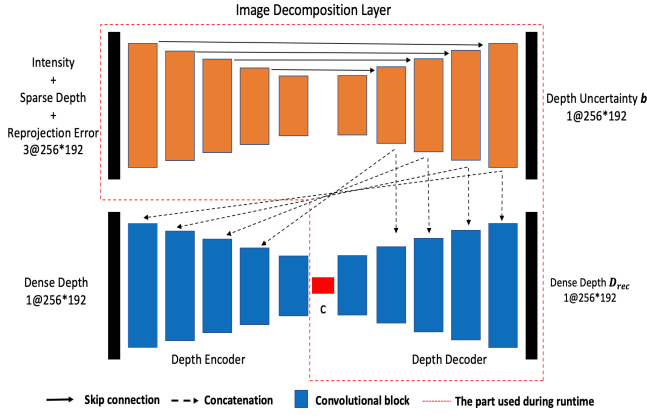 Image Decomposition Layer
Intensity
+
Sparse Depth
+
Reprojection Error
3@256*192
Depth Uncertainty b
1@256*192
Dense Depth
1@256*192
C
Dense Depth D_rec
1@256*192
Depth Encoder
Depth Decoder
Skip connection
Concatenation
Convolutional block
The part used during runtime